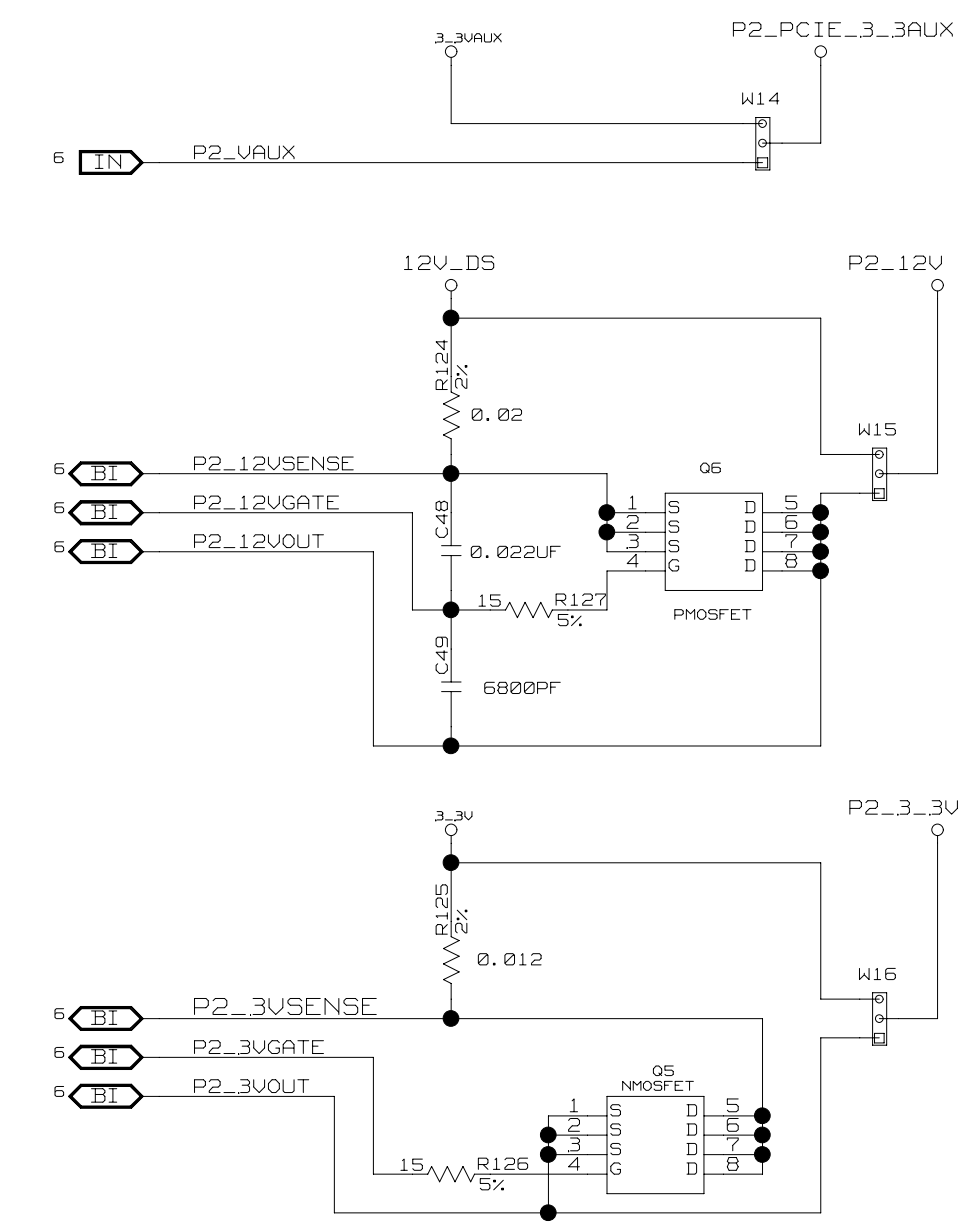 3_3VAUX
P2_PCIE_3_3AUX
W14
6 IN P2_VAUX
12V_DS
P2_12V
R124
2%
0.02
W15
6 BI P2_12VSENSE
Q6
6 BI P2_12VGATE
1 S D 5
C48
2 S D 6
6 BI P2_12VOUT
0.022UF
3 S D 7
4 G D 8
15 R127
5%
PMOSFET
C49
6800PF
3_3V
P2_3_3V
R125
2%
0.012
W16
6 BI P2_3VSENSE
6 BI P2_3VGATE
Q5
NMOSFET
6 BI P2_3VOUT
1 S D 5
2 S D 6
3 S D 7
4 G D 8
15 R126
5%